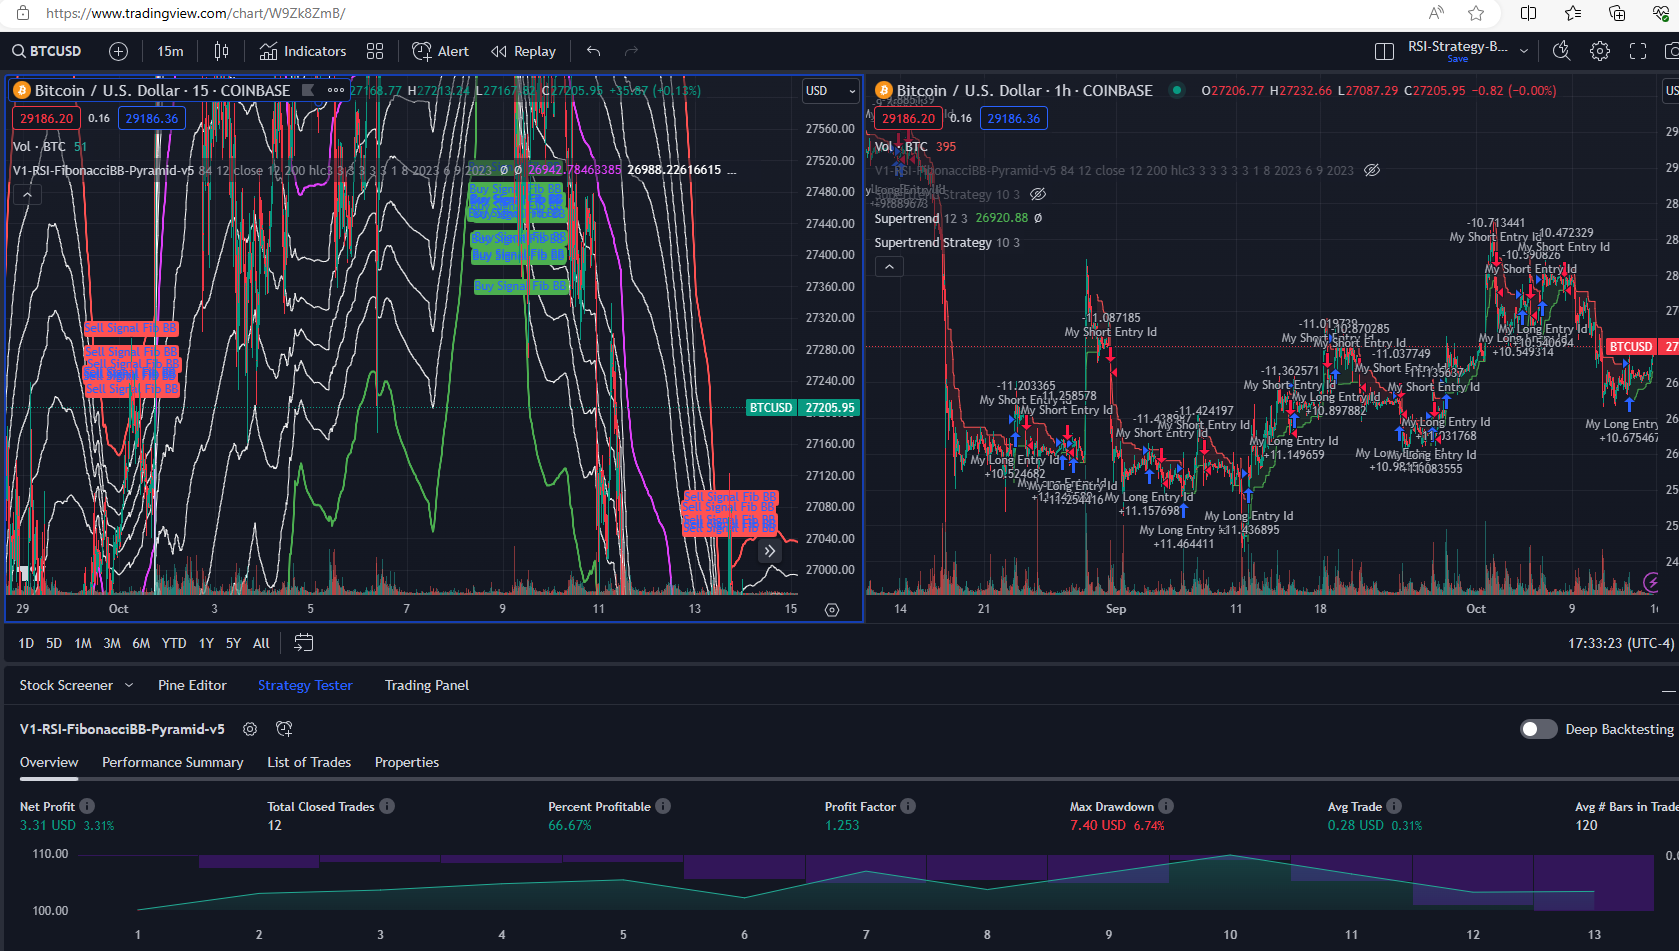 https://www.tradingview.com/chart/W9Zk8ZmB/
BTCUSD 15m Indicators Alert Replay RSI-Strategy-B...
Save
Bitcoin / U.S. Dollar · 15 · COINBASE 27168.77 H27213.24 L27167.82 C27205.95 +35.87 (+0.13%)
USD
29186.20 0.16 29186.36
Vol · BTC 51
V1-RSI-FibonacciBB-Pyramid-v5 84 12 close 12 200 hlc3 3 3 3 3 3 3 1 8 2023 6 9 2023 Ø Ø 26942.78463385 26988.22616615 ...
Buy Signal Fib BB
Buy Signal Fib BB
Buy Signal Fib BB
Buy Signal Fib BB
Buy Signal Fib BB
Buy Signal Fib BB
Sell Signal Fib BB
Sell Signal Fib BB
Sell Signal Fib BB
Sell Signal Fib BB
Sell Signal Fib BB
Sell Signal Fib BB
Sell Signal Fib BB
Sell Signal Fib BB
27560.00
27520.00
27480.00
27440.00
27400.00
27360.00
27320.00
27280.00
27240.00
BTCUSD 27205.95
27160.00
27120.00
27080.00
27040.00
27000.00
29 Oct 3 5 7 9 11 13 15
Bitcoin / U.S. Dollar · 1h · COINBASE O27206.77 H27232.66 L27087.29 C27205.95 −0.82 (−0.00%)
US
29186.20 0.16 29186.36
Vol · BTC 395
V1-RSI-FibonacciBB-Pyramid-v5 84 12 close 12 200 hlc3 3 3 3 3 3 3 1 8 2023 6 9 2023
Strategy 10 3
Supertrend 12 3 26920.88 Ø
Supertrend Strategy 10 3
-10.713441
My Short Entry Id
-10.472329
My Short Entry Id
-10.590826
My Short Entry Id
My Long Entry Id
My Long Entry Id
+10.540694
+10.549314
-11.087185
My Short Entry Id
-11.019739
-10.870285
My Short Entry Id
-11.037749
My Short Entry Id
-11.362571
-11.135637
My Short Entry Id
My Short Entry Id
My Long Entry Id
+10.897882
-11.203365
-11.258578
My Short Entry Id
My Short Entry Id
-11.424197
My Short Entry Id
My Short Entry Id
My Long Entry Id
+11.149659
My Long Entry Id
+11.031768
My Long Entry Id
+11.083555
My Long Entry Id
+10.524682
My Long Entry Id
+11.254416
My Long Entry Id
+11.157698
My Long Entry Id
+11.436895
My Long Entry
+11.464411
My Long Entry
+10.675467
BTCUSD 27
29
29
28
28
27
26
26
25
25
24
14 21 Sep 11 18 Oct 9
1D 5D 1M 3M 6M YTD 1Y 5Y All 17:33:23 (UTC-4)
Stock Screener Pine Editor Strategy Tester Trading Panel
V1-RSI-FibonacciBB-Pyramid-v5 Deep Backtesting
Overview Performance Summary List of Trades Properties
Net Profit Total Closed Trades Percent Profitable Profit Factor Max Drawdown Avg Trade Avg # Bars in Trade
3.31 USD 3.31% 12 66.67% 1.253 7.40 USD 6.74% 0.28 USD 0.31% 120
110.00
100.00
1 2 3 4 5 6 7 8 9 10 11 12 13